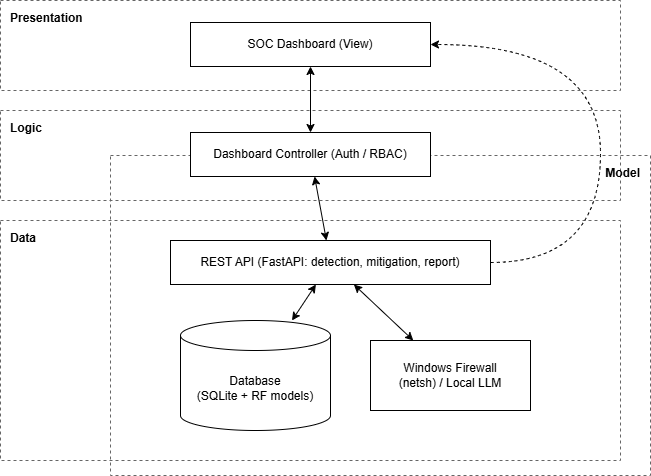 Presentation
SOC Dashboard (View)
Logic
Dashboard Controller (Auth / RBAC)
Model
Data
REST API (FastAPI: detection, mitigation, report)
Database
(SQLite + RF models)
Windows Firewall
(netsh) / Local LLM